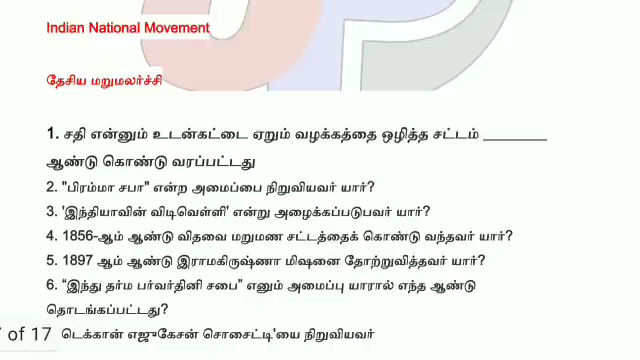 Indian National Movement
தேசிய மறுமலர்ச்சி
1. சதி என்னும் உடன்கட்டை ஏறும் வழக்கத்தை ஒழித்த சட்டம் ________
ஆண்டு கொண்டு வரப்பட்டது
2. "பிரம்மா சபா" என்ற அமைப்பை நிறுவியவர் யார்?
3. 'இந்தியாவின் விடிவெள்ளி' என்று அழைக்கப்படுபவர் யார்?
4. 1856-ஆம் ஆண்டு விதவை மறுமண சட்டத்தைக் கொண்டு வந்தவர் யார்?
5. 1897 ஆம் ஆண்டு இராமகிருஷ்ணா மிஷனை தோற்றுவித்தவர் யார்?
6. “இந்து தர்ம பர்வர்தினி சபை” எனும் அமைப்பு யாரால் எந்த ஆண்டு
தொடங்கப்பட்டது?
of 17 டெக்கான் எஜுகேசன் சொசைட்டி'யை நிறுவியவர்